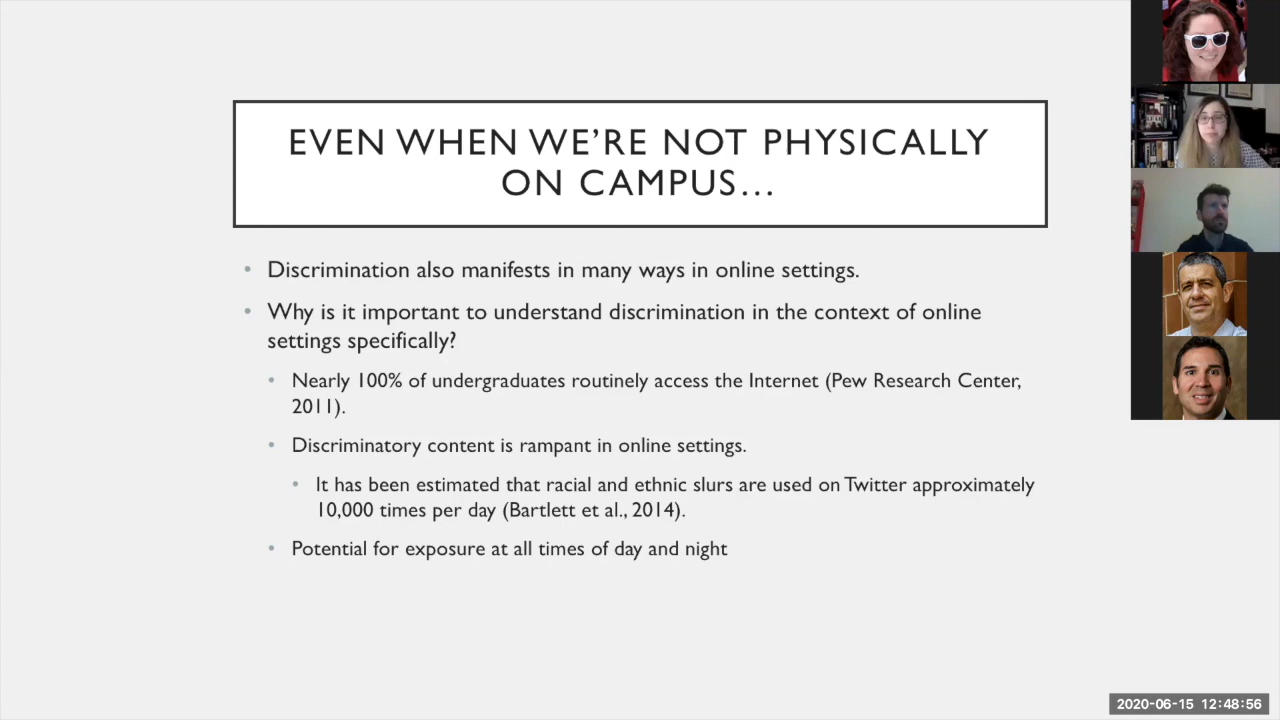 EVEN WHEN WE'RE NOT PHYSICALLY
ON CAMPUS...
• Discrimination also manifests in many ways in online settings.
• Why is it important to understand discrimination in the context of online
settings specifically?
• Nearly 100% of undergraduates routinely access the Internet (Pew Research Center,
2011).
• Discriminatory content is rampant in online settings.
• It has been estimated that racial and ethnic slurs are used on Twitter approximately
10,000 times per day (Bartlett et al., 2014).
• Potential for exposure at all times of day and night
2020-06-15 12:48:56